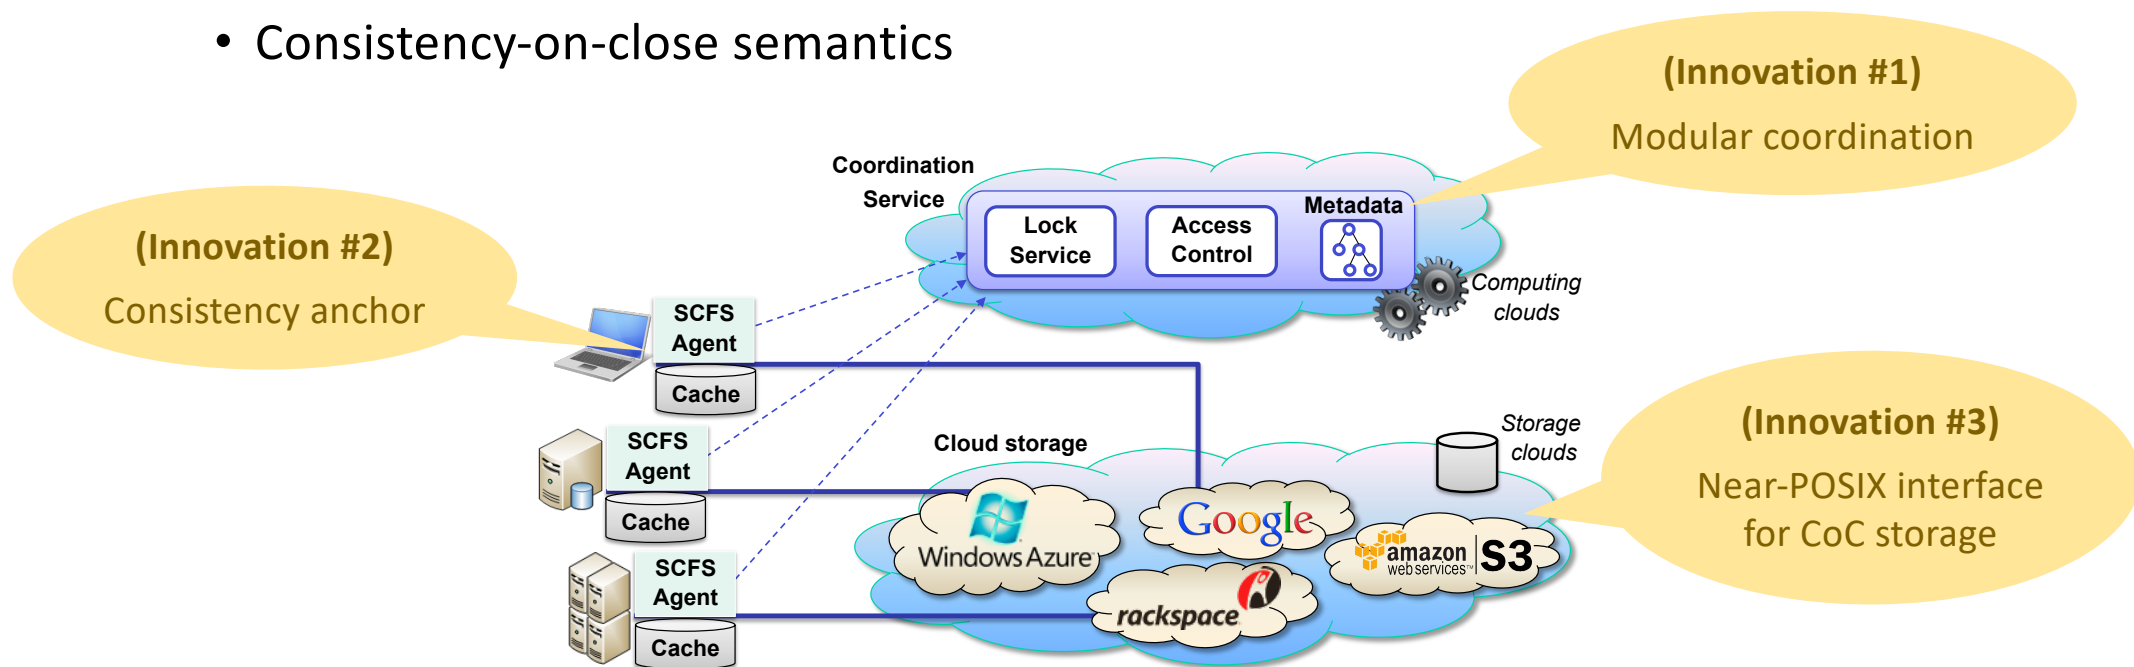 • Consistency-on-close semantics
(Innovation #1)
Modular coordination
Coordination
Service
Lock
Service
Access
Control
Metadata
Computing
clouds
(Innovation #2)
Consistency anchor
SCFS
Agent
Cache
SCFS
Agent
Cache
SCFS
Agent
Cache
Cloud storage
Storage
clouds
Windows Azure
Google
amazon
web services™
S3
rackspace
(Innovation #3)
Near-POSIX interface
for CoC storage